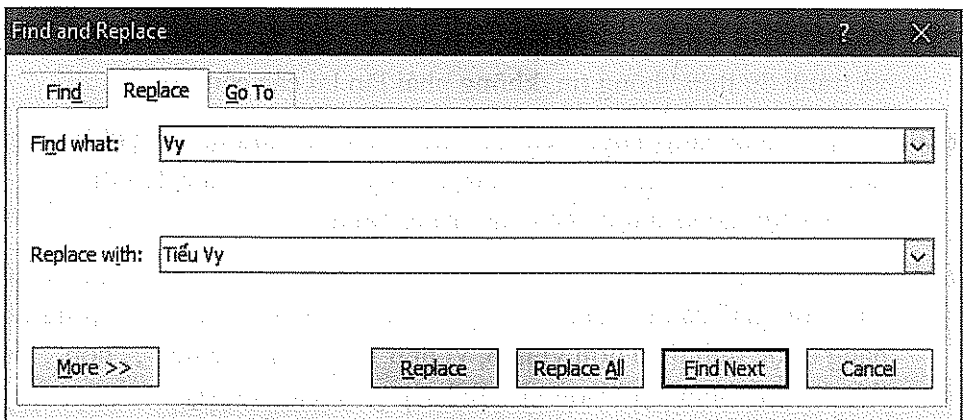 Find and Replace ? X
Find Replace Go To
Find what: Vy
Replace with: Tiểu Vy
More >> Replace Replace All Find Next Cancel